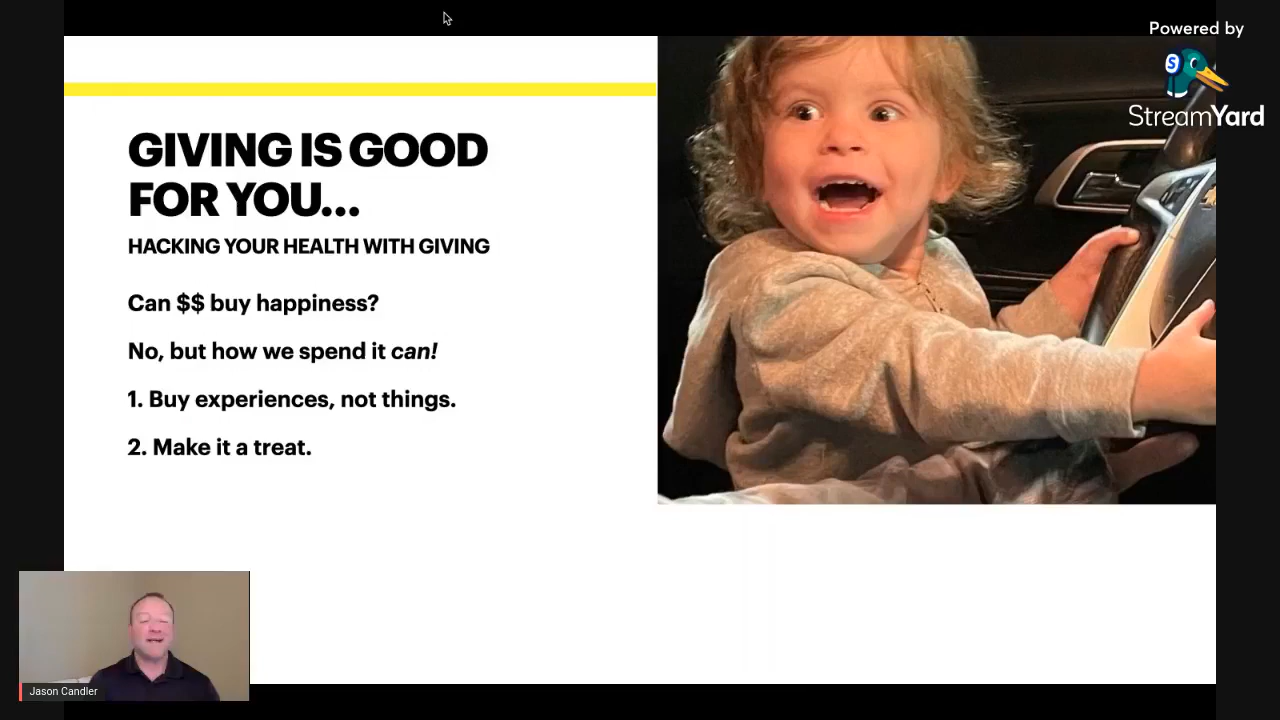 Powered by
StreamYard
GIVING IS GOOD
FOR YOU...
HACKING YOUR HEALTH WITH GIVING
Can $$ buy happiness?
No, but how we spend it can!
1. Buy experiences, not things.
2. Make it a treat.
Jason Candler